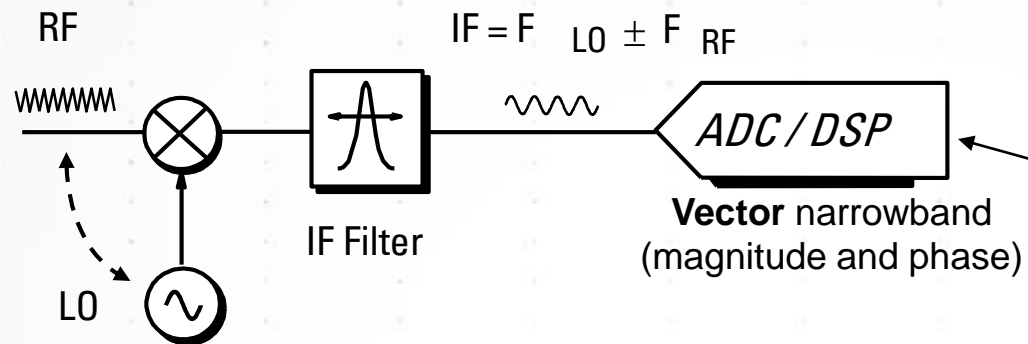 RF
IF = F LO ± F RF
ADC / DSP
Vector narrowband
(magnitude and phase)
IF Filter
LO